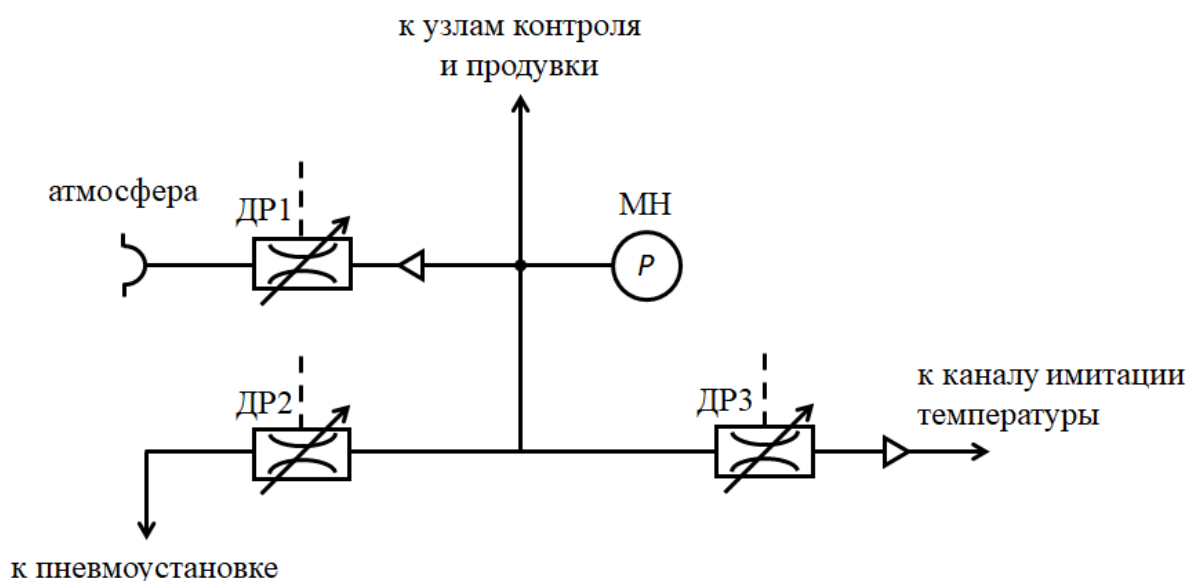 к узлам контроля
и продувки
атмосфера
ДР1
МН
P
ДР2
ДР3
к каналу имитации
температуры
к пневмоустановке